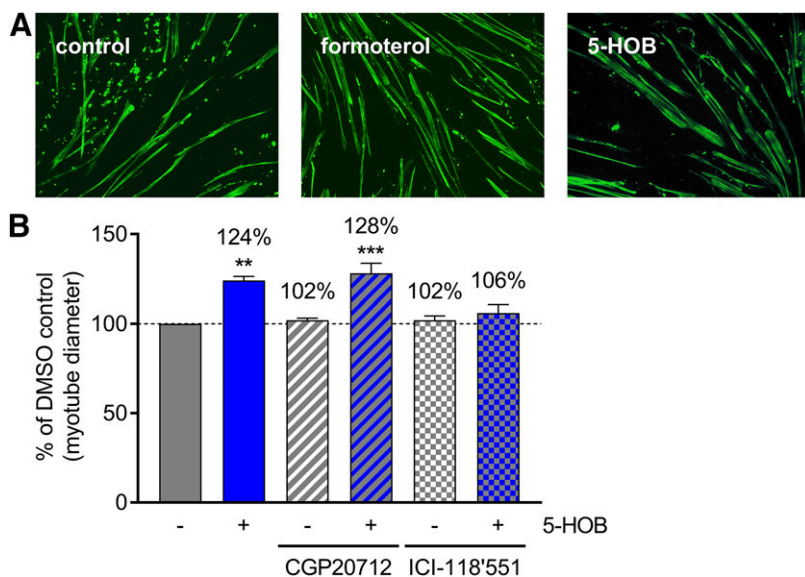 A
control
formoterol
5-HOB
B
% of DMSO control
(myotube diameter)
150
100
50
0
124%
**
102%
128%
***
102%
106%
- + - + - + 5-HOB
CGP20712 ICI-118'551